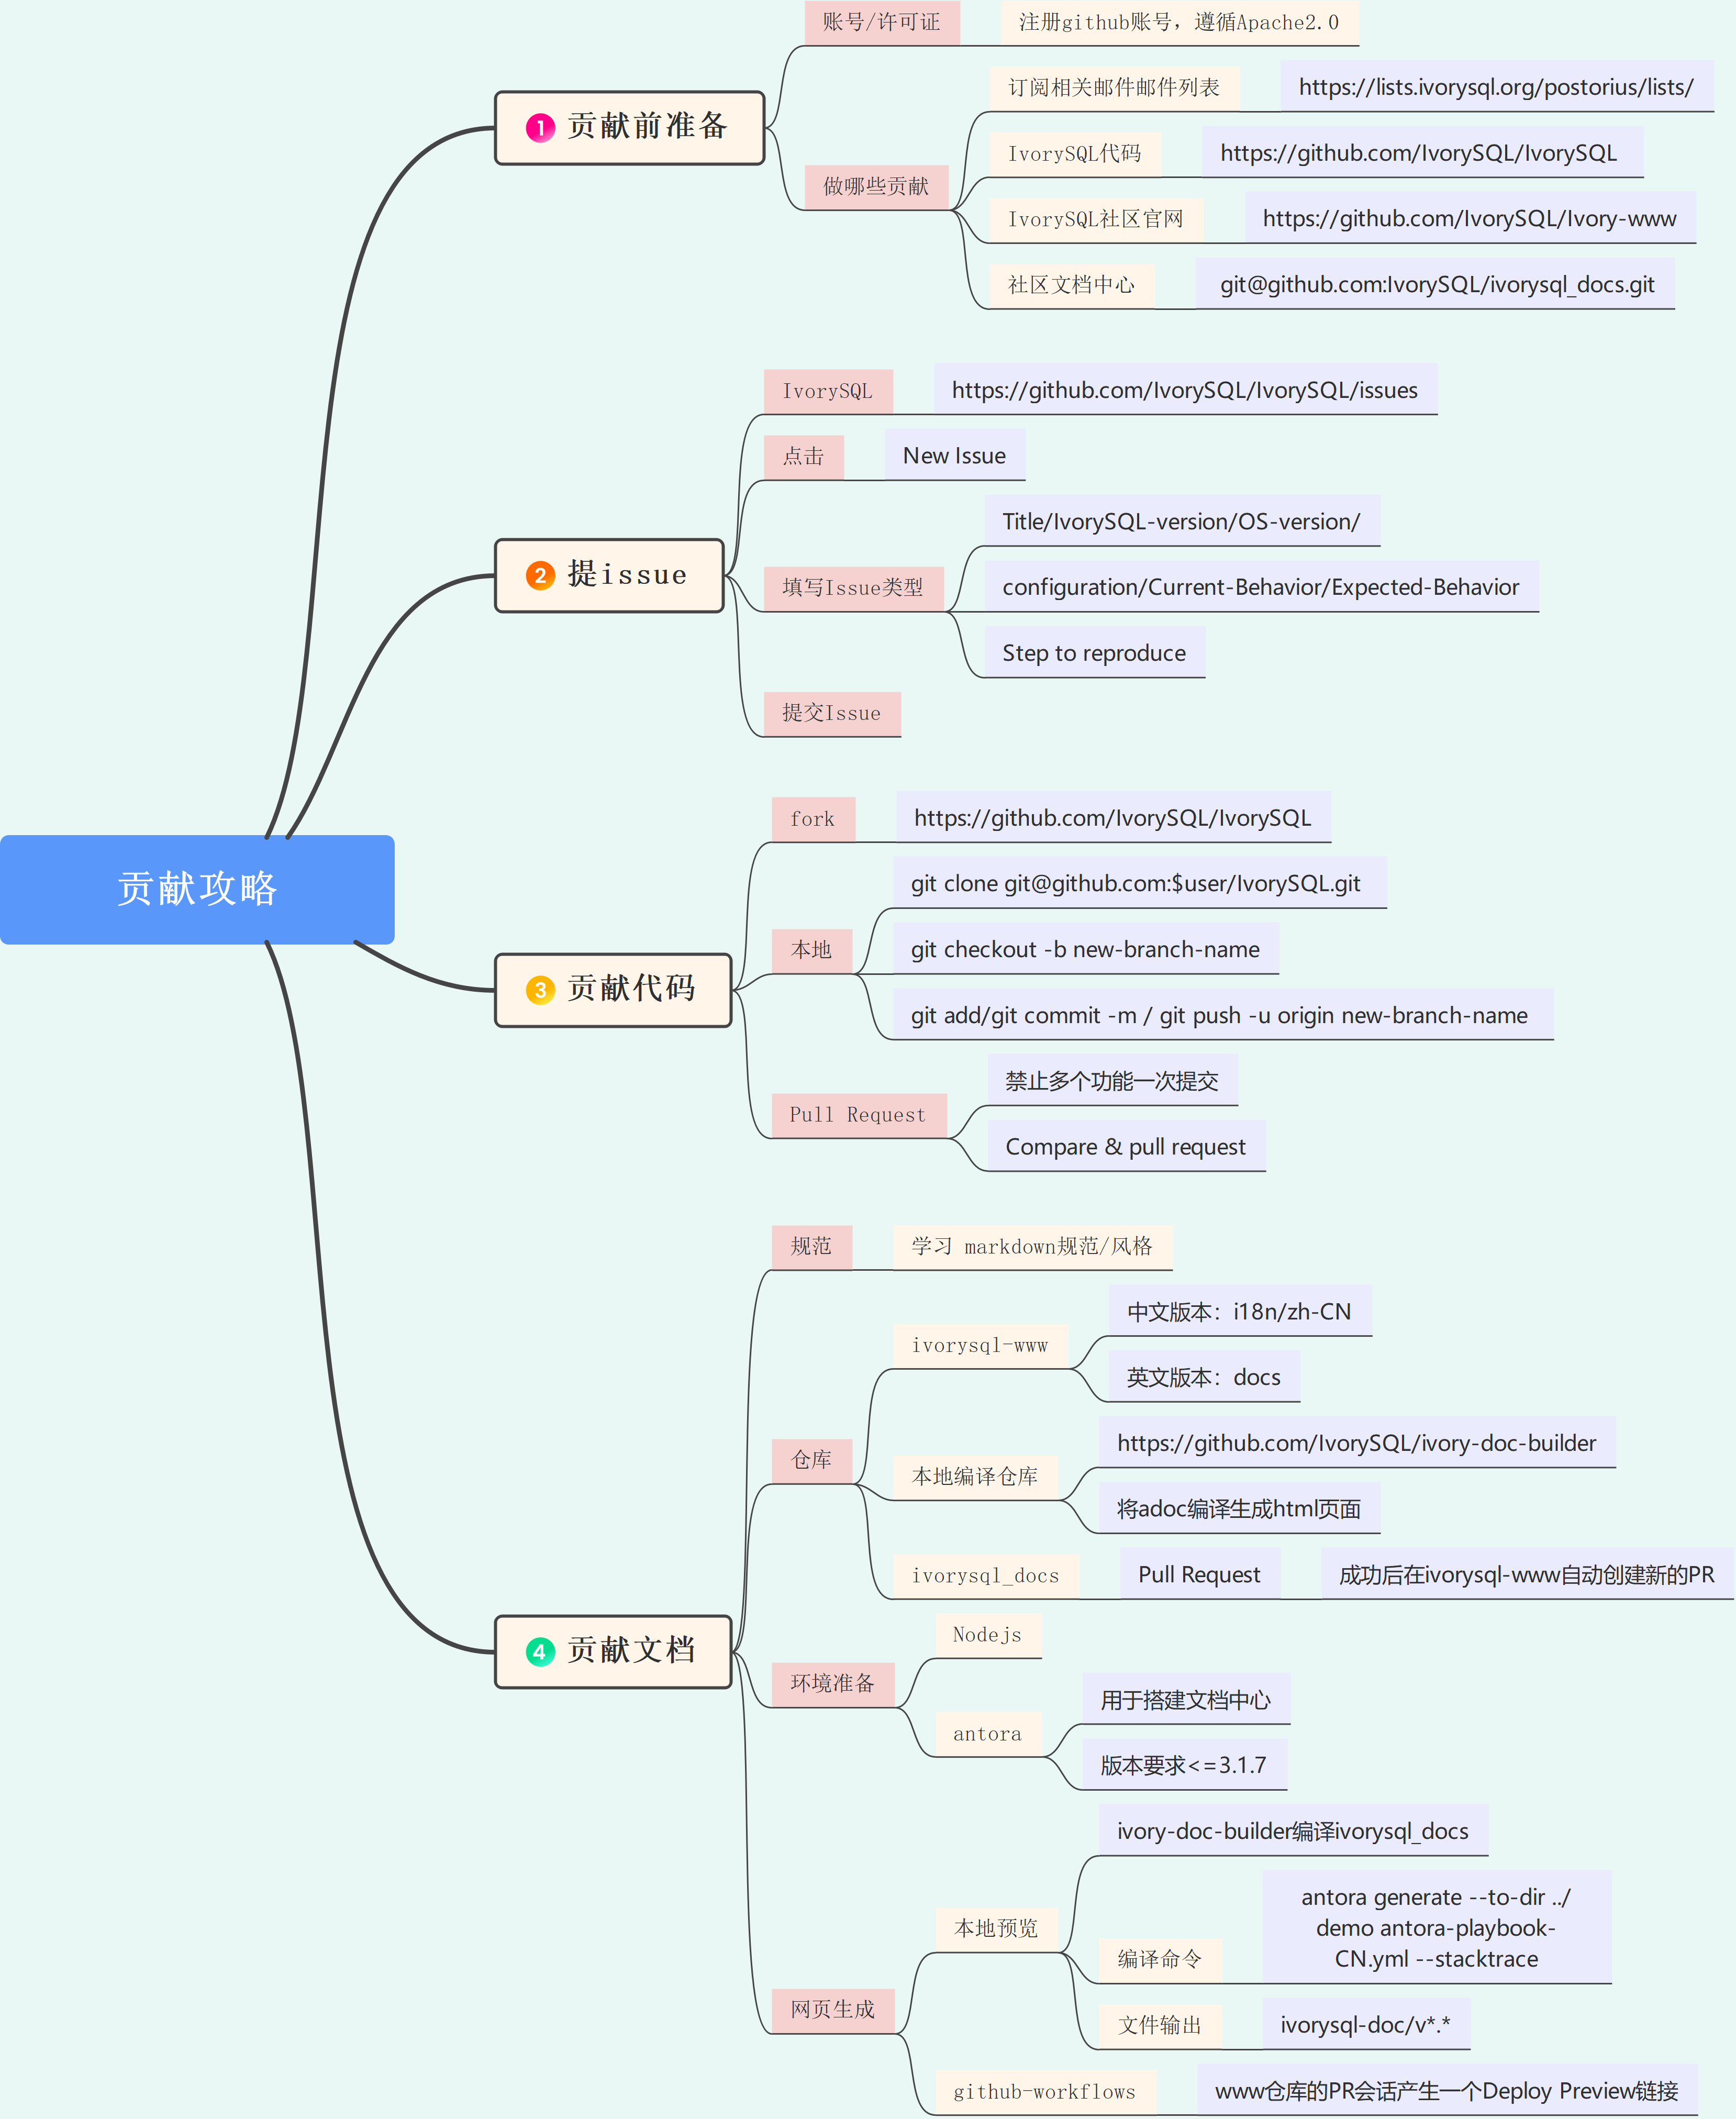 贡献攻略
1 贡献前准备
账号/许可证
注册github账号，遵循Apache2.0
做哪些贡献
订阅相关邮件邮件列表
https://lists.ivorysql.org/postorius/lists/
IvorySQL代码
https://github.com/IvorySQL/IvorySQL
IvorySQL社区官网
https://github.com/IvorySQL/Ivory-www
社区文档中心
git@github.com:IvorySQL/ivorysql_docs.git
2 提issue
IvorySQL
https://github.com/IvorySQL/IvorySQL/issues
点击
New Issue
填写Issue类型
Title/IvorySQL-version/OS-version/
configuration/Current-Behavior/Expected-Behavior
Step to reproduce
提交Issue
3 贡献代码
fork
https://github.com/IvorySQL/IvorySQL
本地
git clone git@github.com:$user/IvorySQL.git
git checkout -b new-branch-name
git add/git commit -m / git push -u origin new-branch-name
Pull Request
禁止多个功能一次提交
Compare & pull request
4 贡献文档
规范
学习 markdown规范/风格
仓库
ivorysql-www
中文版本：i18n/zh-CN
英文版本：docs
本地编译仓库
https://github.com/IvorySQL/ivory-doc-builder
将adoc编译生成html页面
ivorysql_docs
Pull Request
成功后在ivorysql-www自动创建新的PR
环境准备
Nodejs
antora
用于搭建文档中心
版本要求<=3.1.7
网页生成
本地预览
ivory-doc-builder编译ivorysql_docs
编译命令
antora generate --to-dir ../
demo antora-playbook-
CN.yml --stacktrace
文件输出
ivorysql-doc/v*.*
github-workflows
www仓库的PR会话产生一个Deploy Preview链接